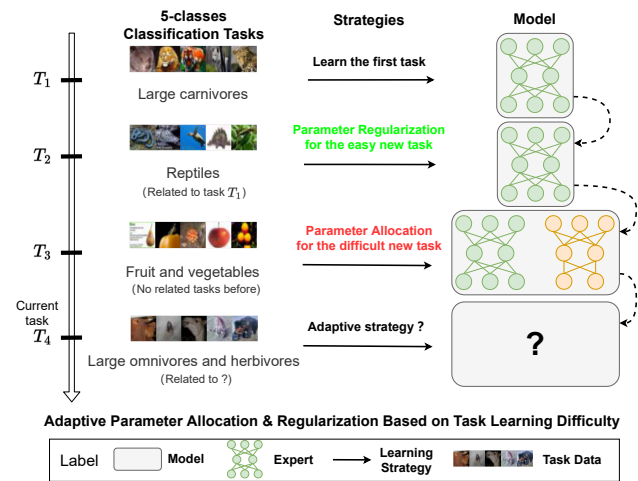 5-classes
Classification Tasks
Strategies
Model
T1
Large carnivores
Learn the first task
T2
Reptiles
(Related to task T1)
Parameter Regularization
for the easy new task
T3
Fruit and vegetables
(No related tasks before)
Parameter Allocation
for the difficult new task
Current
task
T4
Large omnivores and herbivores
(Related to ?)
Adaptive strategy ?
?
Adaptive Parameter Allocation & Regularization Based on Task Learning Difficulty
Label
Model
Expert
Learning
Strategy
Task Data